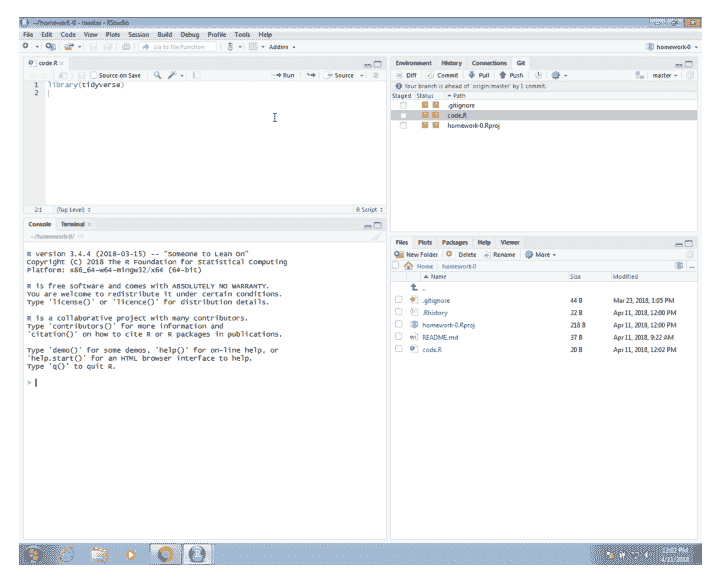 ~/homework-0 - master - RStudio
File Edit Code View Plots Session Build Debug Profile Tools Help
Go to file/function Addins
homework-0
code.R
Source on Save Run Source
1 library(tidyverse)
2
2:1 (Top Level) R Script
Console Terminal
~/homework-0/
R version 3.4.4 (2018-03-15) -- "Someone to Lean On"
Copyright (C) 2018 The R Foundation for Statistical Computing
Platform: x86_64-w64-mingw32/x64 (64-bit)
R is free software and comes with ABSOLUTELY NO WARRANTY.
You are welcome to redistribute it under certain conditions.
Type 'license()' or 'licence()' for distribution details.
R is a collaborative project with many contributors.
Type 'contributors()' for more information and
'citation()' on how to cite R or R packages in publications.
Type 'demo()' for some demos, 'help()' for on-line help, or
'help.start()' for an HTML browser interface to help.
Type 'q()' to quit R.
>
Environment History Connections Git
Diff Commit Pull Push master
Your branch is ahead of 'origin/master' by 1 commit.
Staged Status Path
.gitignore
code.R
homework-0.Rproj
Files Plots Packages Help Viewer
New Folder Delete Rename More
Home homework-0
Name Size Modified
..
.gitignore 44 B Mar 23, 2018, 1:05 PM
.Rhistory 22 B Apr 11, 2018, 12:00 PM
homework-0.Rproj 218 B Apr 11, 2018, 12:00 PM
README.md 37 B Apr 11, 2018, 9:22 AM
code.R 20 B Apr 11, 2018, 12:02 PM
12:02 PM
4/11/2018